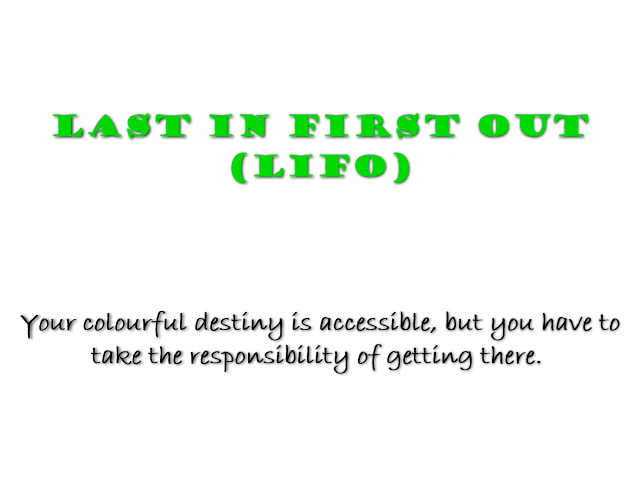 LAST IN FIRST OUT
(LIFO)
Your colourful destiny is accessible, but you have to
take the responsibility of getting there.